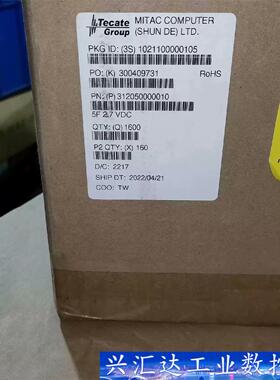 Tecate Group
MITAC COMPUTER
(SHUN DE) LTD.
PKG ID: (3S) 1021100000105
PO: (K) 300409731
RoHS
PN: (P) 312050000010
5F 2.7 VDC
QTY: (Q) 1600
P2 QTY: (X) 160
D/C: 2217
SHIP DT: 2022/04/21
COO: TW
兴汇达工业数控